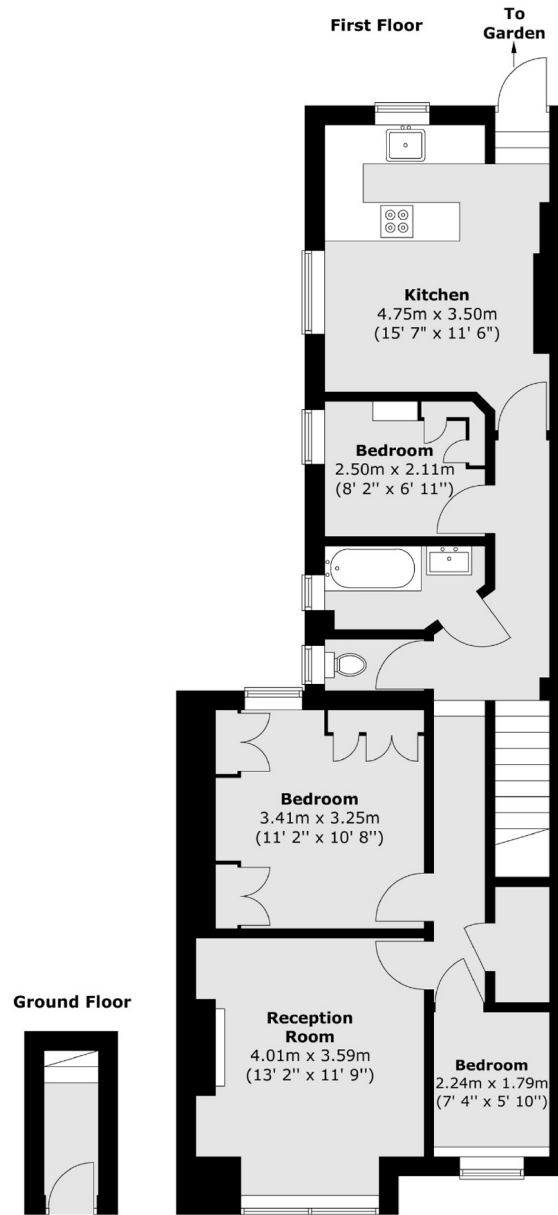 First Floor
To
Garden
Kitchen
4.75m x 3.50m
(15' 7" x 11' 6")
Bedroom
2.50m x 2.11m
(8' 2'' x 6' 11'')
Bedroom
3.41m x 3.25m
(11' 2'' x 10' 8'')
Reception
Room
4.01m x 3.59m
(13' 2'' x 11' 9'')
Bedroom
2.24m x 1.79m
(7' 4'' x 5' 10'')
Ground Floor